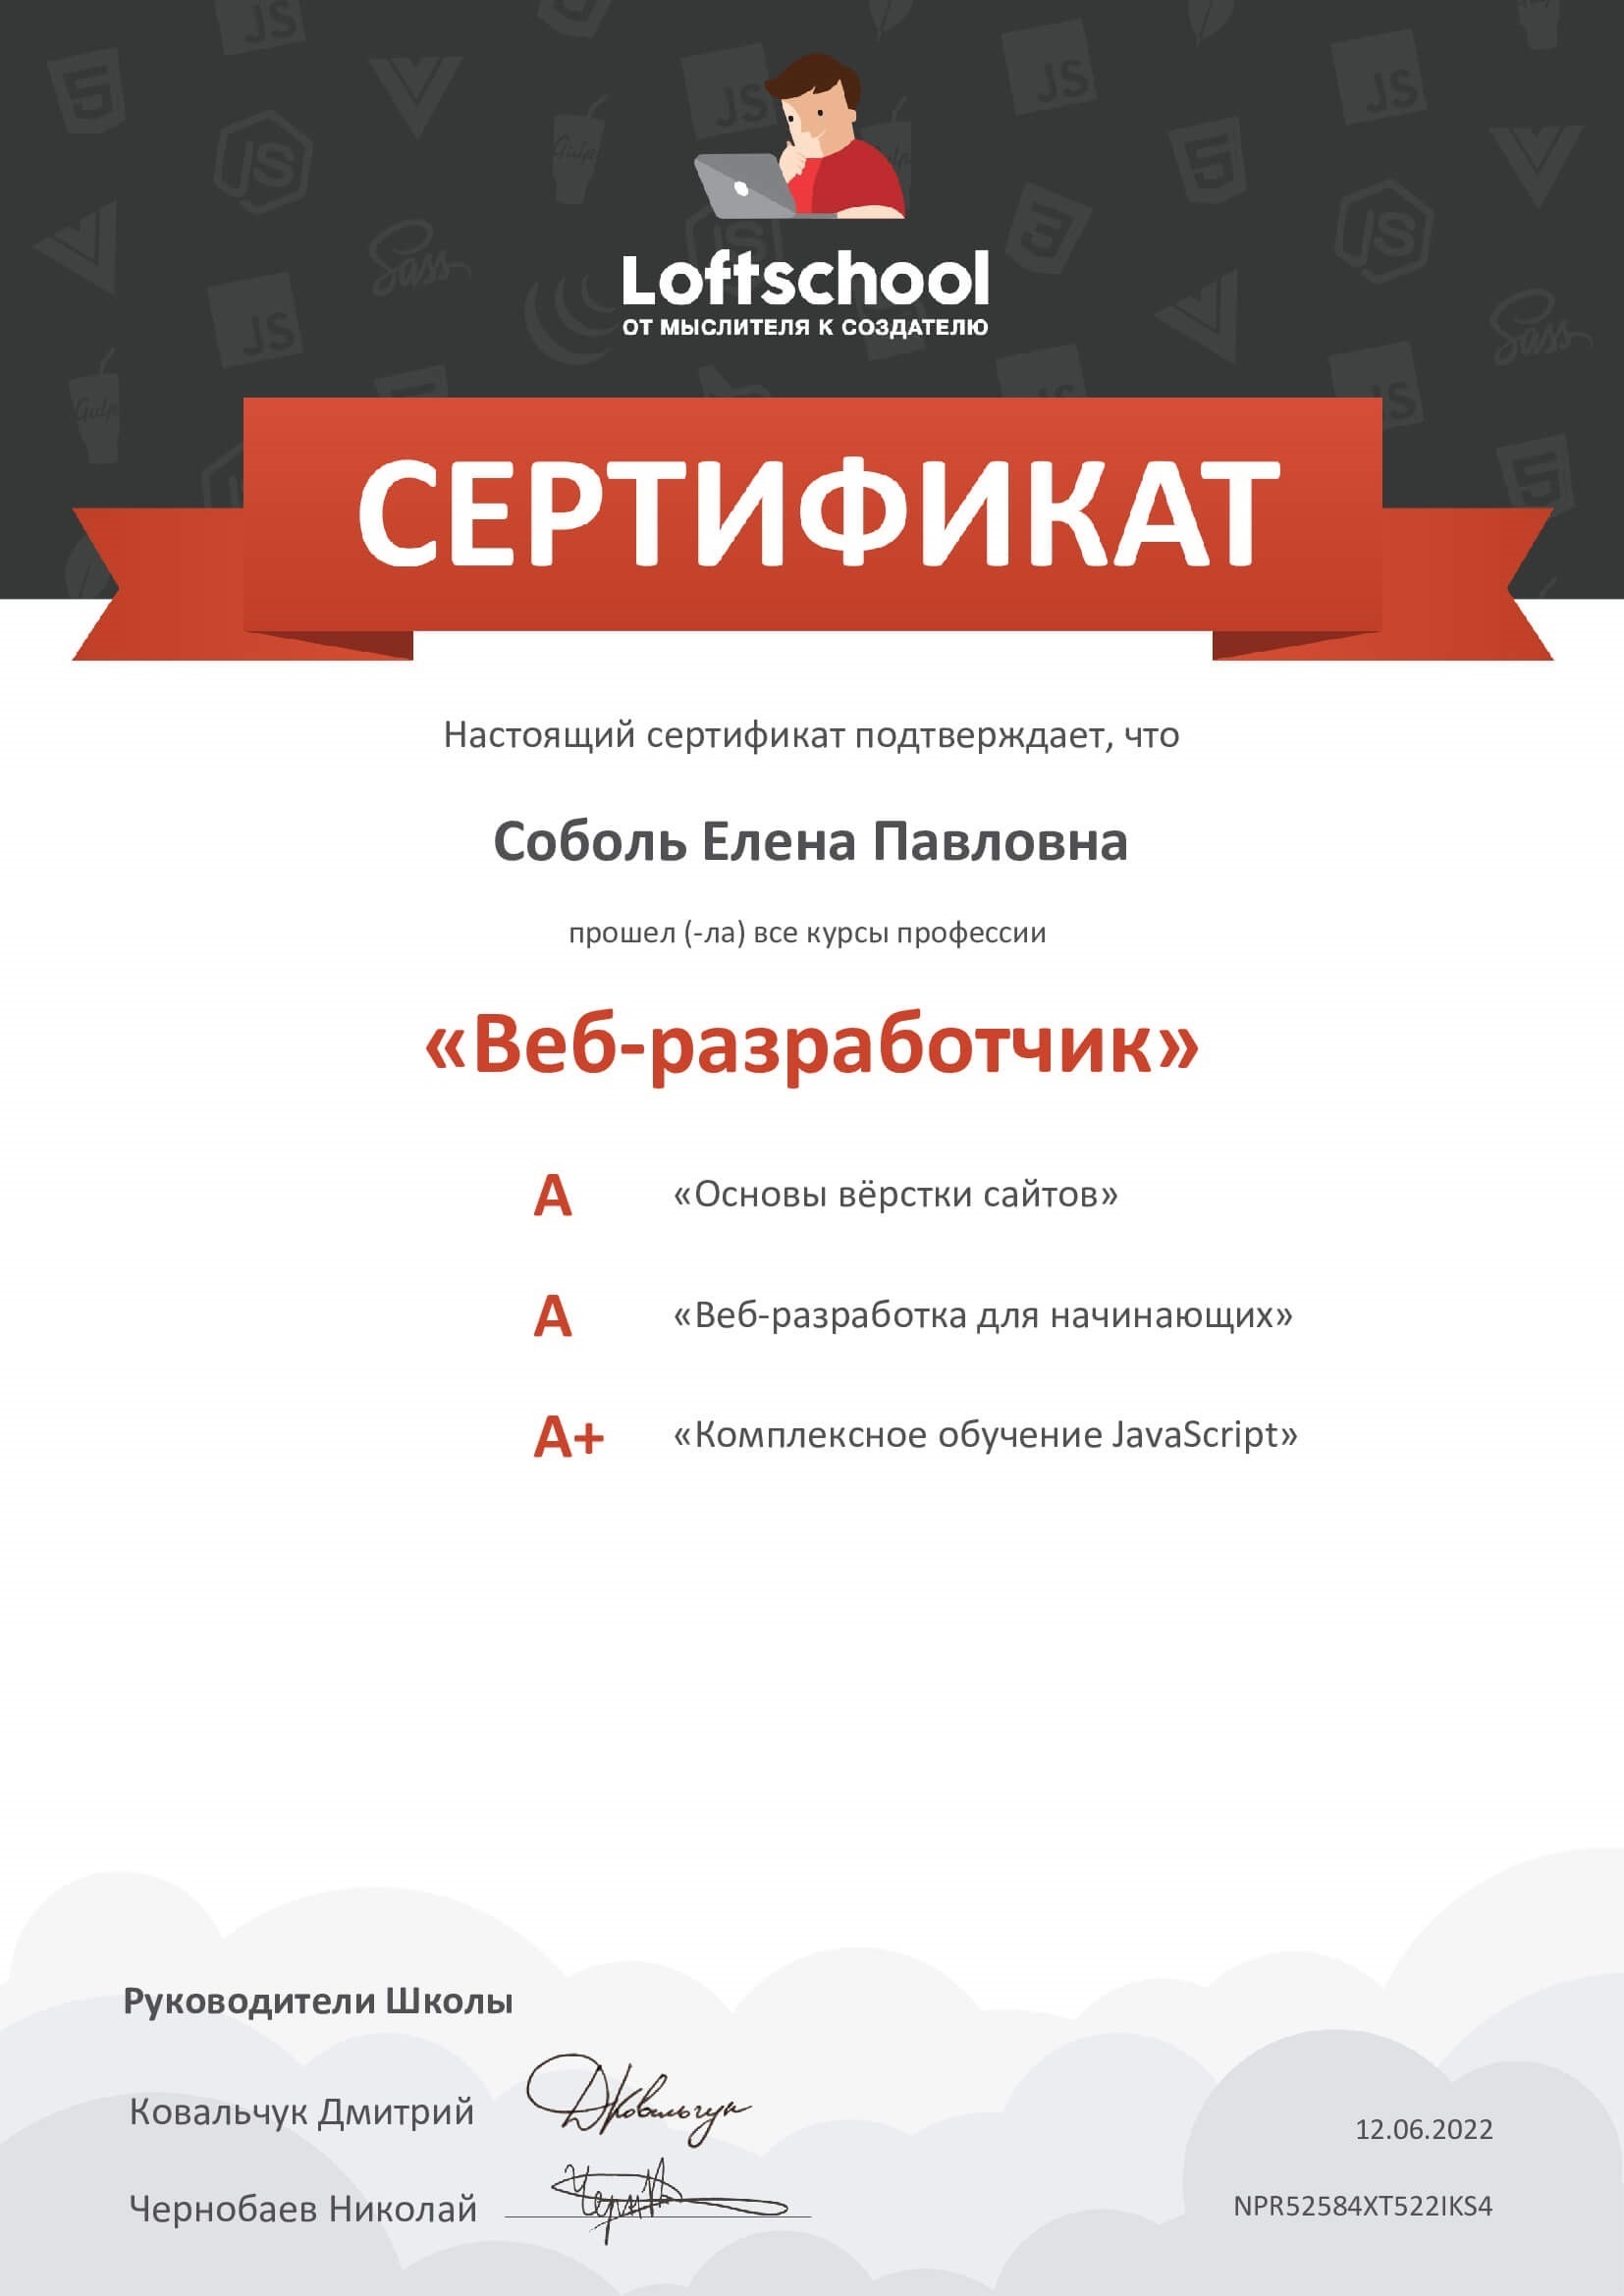 Loftschool
ОТ МЫСЛИТЕЛЯ К СОЗДАТЕЛЮ
СЕРТИФИКАТ
Настоящий сертификат подтверждает, что
Соболь Елена Павловна
прошел (-ла) все курсы профессии
«Веб-разработчик»
A «Основы вёрстки сайтов»
A «Веб-разработка для начинающих»
A+ «Комплексное обучение JavaScript»
Руководители Школы
Ковальчук Дмитрий
12.06.2022
Чернобаев Николай
NPR52584XT522IKS4